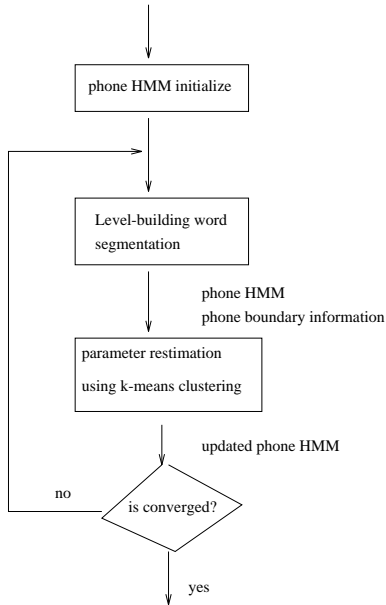 phone HMM initialize
Level-building word
segmentation
phone HMM
phone boundary information
parameter restimation
using k-means clustering
updated phone HMM
no
is converged?
yes